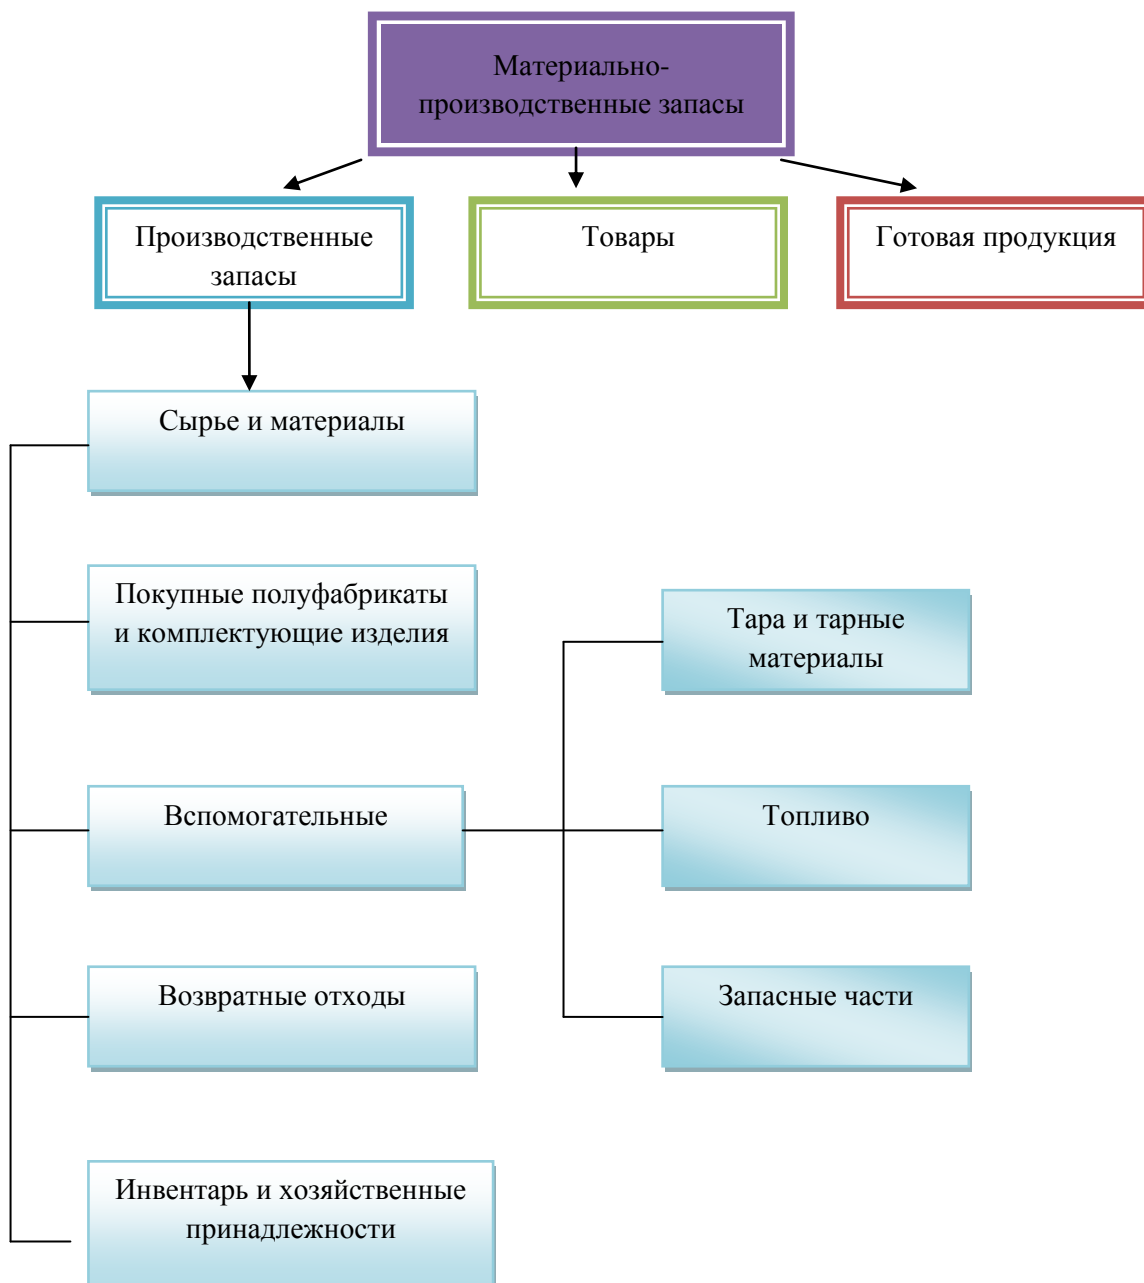 Материально-
производственные запасы
Производственные
запасы
Товары
Готовая продукция
Сырье и материалы
Покупные полуфабрикаты
и комплектующие изделия
Тара и тарные
материалы
Вспомогательные
Топливо
Возвратные отходы
Запасные части
Инвентарь и хозяйственные
принадлежности